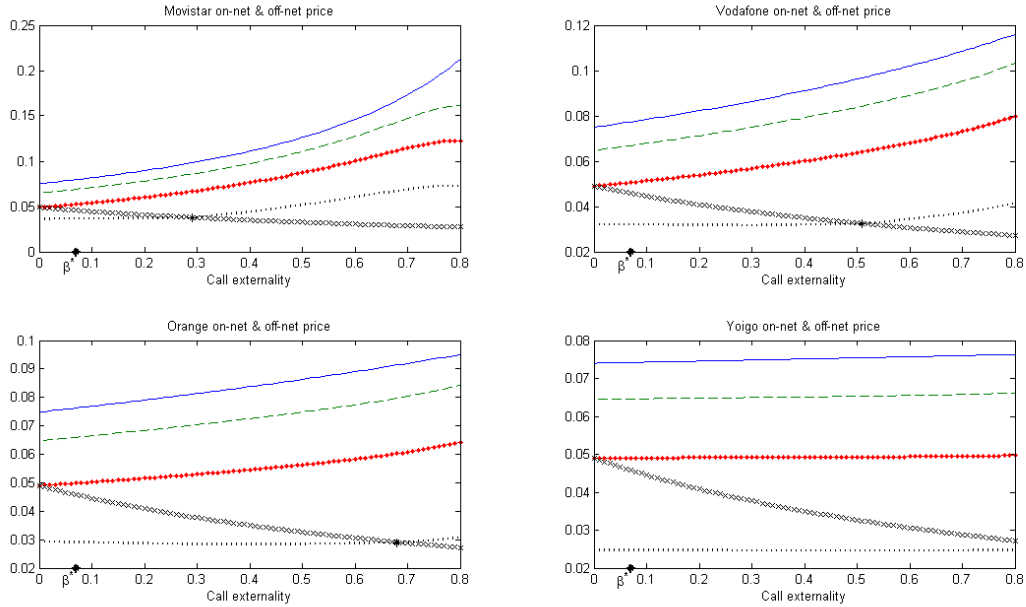 Movistar on-net & off-net price
0.25
0.2
0.15
0.1
0.05
0
0 0.1 0.2 0.3 0.4 0.5 0.6 0.7 0.8
β*
Call externality
Vodafone on-net & off-net price
0.12
0.1
0.08
0.06
0.04
0.02
0 0.1 0.2 0.3 0.4 0.5 0.6 0.7 0.8
β*
Call externality
Orange on-net & off-net price
0.1
0.09
0.08
0.07
0.06
0.05
0.04
0.03
0.02
0 0.1 0.2 0.3 0.4 0.5 0.6 0.7 0.8
β*
Call externality
Yoigo on-net & off-net price
0.08
0.07
0.06
0.05
0.04
0.03
0.02
0 0.1 0.2 0.3 0.4 0.5 0.6 0.7 0.8
β*
Call externality